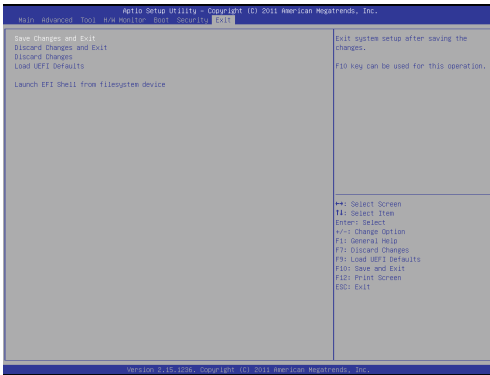 Aptio Setup Utility – Copyright (C) 2011 American Megatrends, Inc.
Main Advanced Tool H/W Monitor Boot Security Exit
Save Changes and Exit
Discard Changes and Exit
Discard Changes
Load UEFI Defaults
Launch EFI Shell from filesystem device
Exit system setup after saving the
changes.
F10 key can be used for this operation.
↔: Select Screen
↑↓: Select Item
Enter: Select
+/-: Change Option
F1: General Help
F7: Discard Changes
F9: Load UEFI Defaults
F10: Save and Exit
F12: Print Screen
ESC: Exit
Version 2.15.1236. Copyright (C) 2011 American Megatrends, Inc.